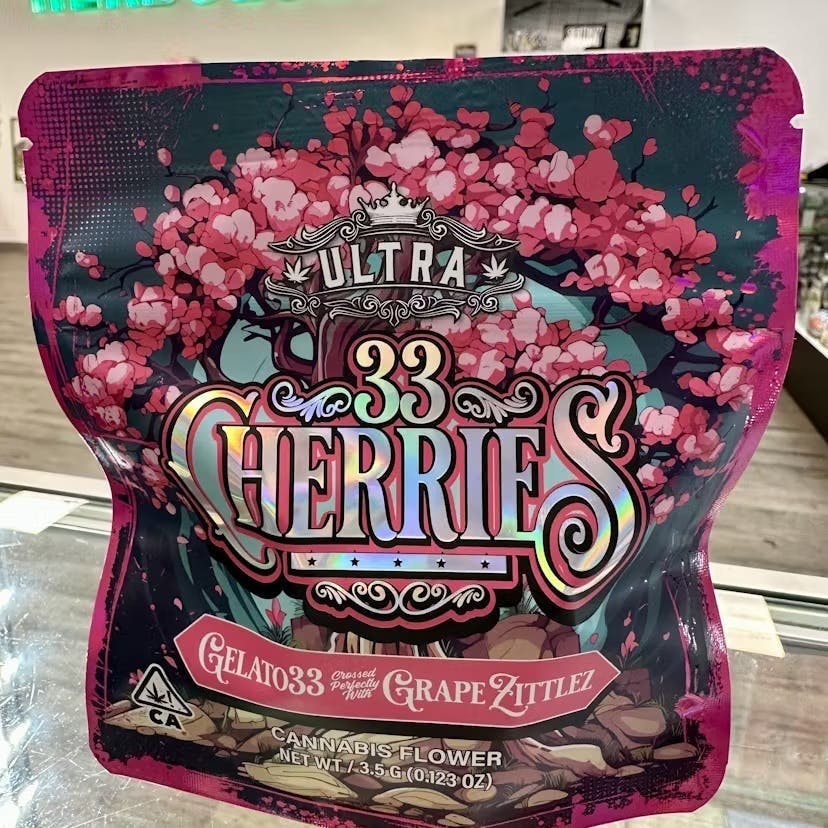 ULTRA
33
CHERRIES
GELATO33 Crossed Perfectly With GRAPE ZITTLEZ
CA
CANNABIS FLOWER
NET WT / 3.5 G (0.123 OZ)